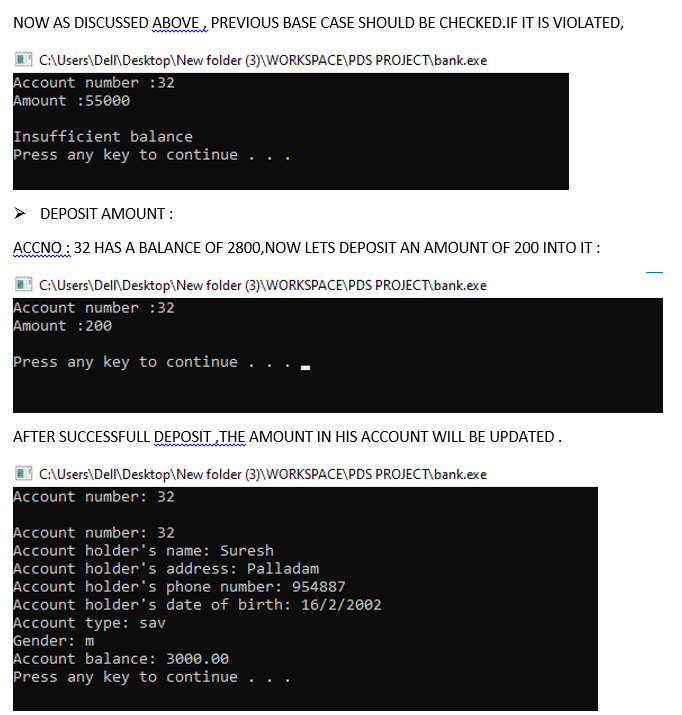 NOW AS DISCUSSED ABOVE , PREVIOUS BASE CASE SHOULD BE CHECKED.IF IT IS VIOLATED,
C:\Users\Dell\Desktop\New folder (3)\WORKSPACE\PDS PROJECT\bank.exe
Account number :32
Amount :55000
Insufficient balance
Press any key to continue . . .
➢ DEPOSIT AMOUNT :
ACCNO : 32 HAS A BALANCE OF 2800,NOW LETS DEPOSIT AN AMOUNT OF 200 INTO IT :
C:\Users\Dell\Desktop\New folder (3)\WORKSPACE\PDS PROJECT\bank.exe
Account number :32
Amount :200
Press any key to continue . . .
AFTER SUCCESSFULL DEPOSIT ,THE AMOUNT IN HIS ACCOUNT WILL BE UPDATED .
C:\Users\Dell\Desktop\New folder (3)\WORKSPACE\PDS PROJECT\bank.exe
Account number: 32
Account number: 32
Account holder's name: Suresh
Account holder's address: Palladam
Account holder's phone number: 954887
Account holder's date of birth: 16/2/2002
Account type: sav
Gender: m
Account balance: 3000.00
Press any key to continue . . .